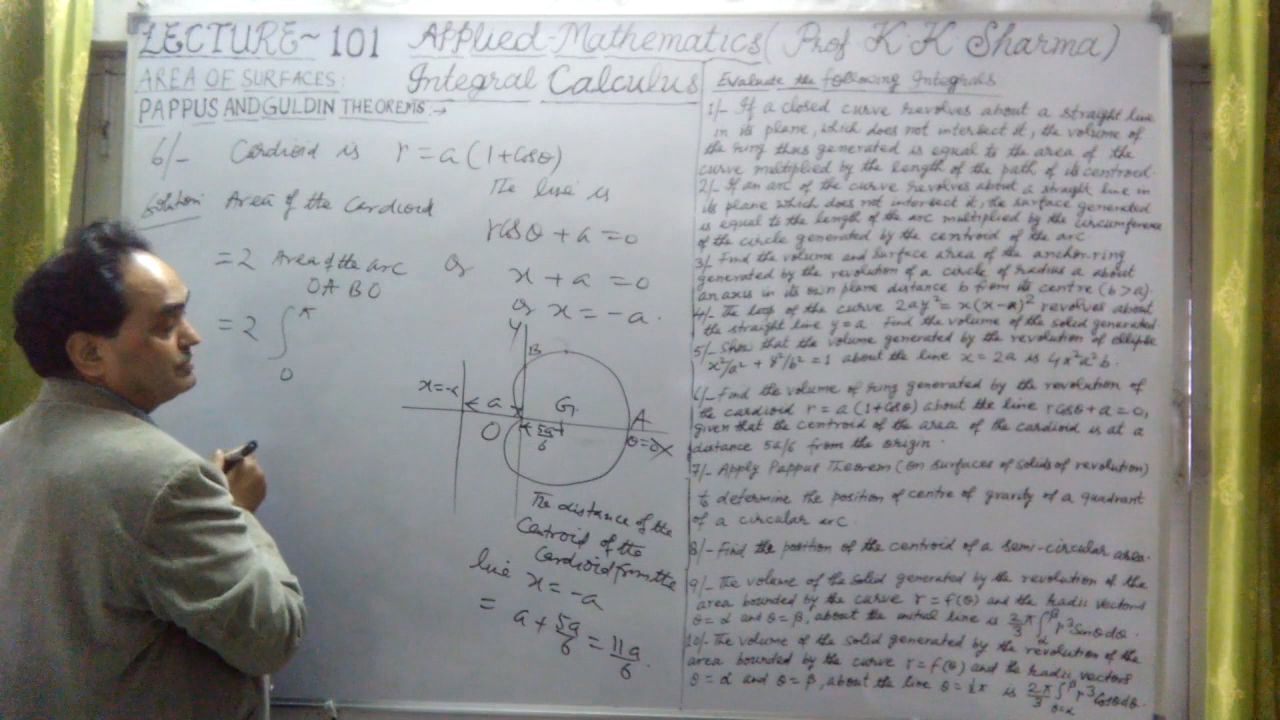 LECTURE~101 Applied-Mathematics (Prof K.K. Sharma)
AREA OF SURFACES: Integral Calculus
PAPPUS AND GULDIN THEOREMS:→
6/- Cardioid is r = a(1+Cosθ)
Solution: Area of the Cardioid
= 2 Area of the arc
OABO
= 2 ∫₀^π
The line is
rcosθ + a = 0
or x + a = 0
or x = -a.
Y
B
x=-a
a
G
A
O
5a/6
θ=0
X
The distance of the
Centroid of the
Cardioid from the
line x = -a
= a + 5a/6 = 11a/6.
Evaluate the following Integrals
1/- If a closed curve revolves about a straight line
in its plane, which does not intersect it, the volume of
the ring thus generated is equal to the area of the
curve multiplied by the length of the path of its centroid.
2/- If an arc of the curve revolves about a straight line in
its plane which does not intersect it, the surface generated
is equal to the length of the arc multiplied by the circumference
of the circle generated by the centroid of the arc
3/- Find the volume and surface area of the anchor-ring
generated by the revolution of a circle of radius a about
an axis in its own plane distance b from its centre (b > a).
4/- The loop of the curve 2ay² = x(x-a)² revolves about
the straight line y = a. Find the volume of the solid generated
5/- Show that the volume generated by the revolution of ellipse
x²/a² + y²/b² = 1 about the line x = 2a is 4π²a²b.
6/- Find the volume of ring generated by the revolution of
the cardioid r = a(1+Cosθ) about the line rCosθ + a = 0,
given that the centroid of the area of the cardioid is at a
distance 5a/6 from the origin.
7/- Apply Pappus Theorem (on surfaces of solids of revolution)
to determine the position of centre of gravity of a quadrant
of a circular arc.
8/- Find the position of the centroid of a semi-circular area.
9/- The volume of the solid generated by the revolution of the
area bounded by the curve r = f(θ) and the radii vectors
θ = α and θ = β, about the initial line is 2/3 π ∫_α^β r³ Sinθ dθ.
10/- The volume of the solid generated by the revolution of the
area bounded by the curve r = f(θ) and the radii vectors
θ = α and θ = β, about the line θ = ½π is 2π/3 ∫_{θ=α}^β r³ Cosθ dθ.